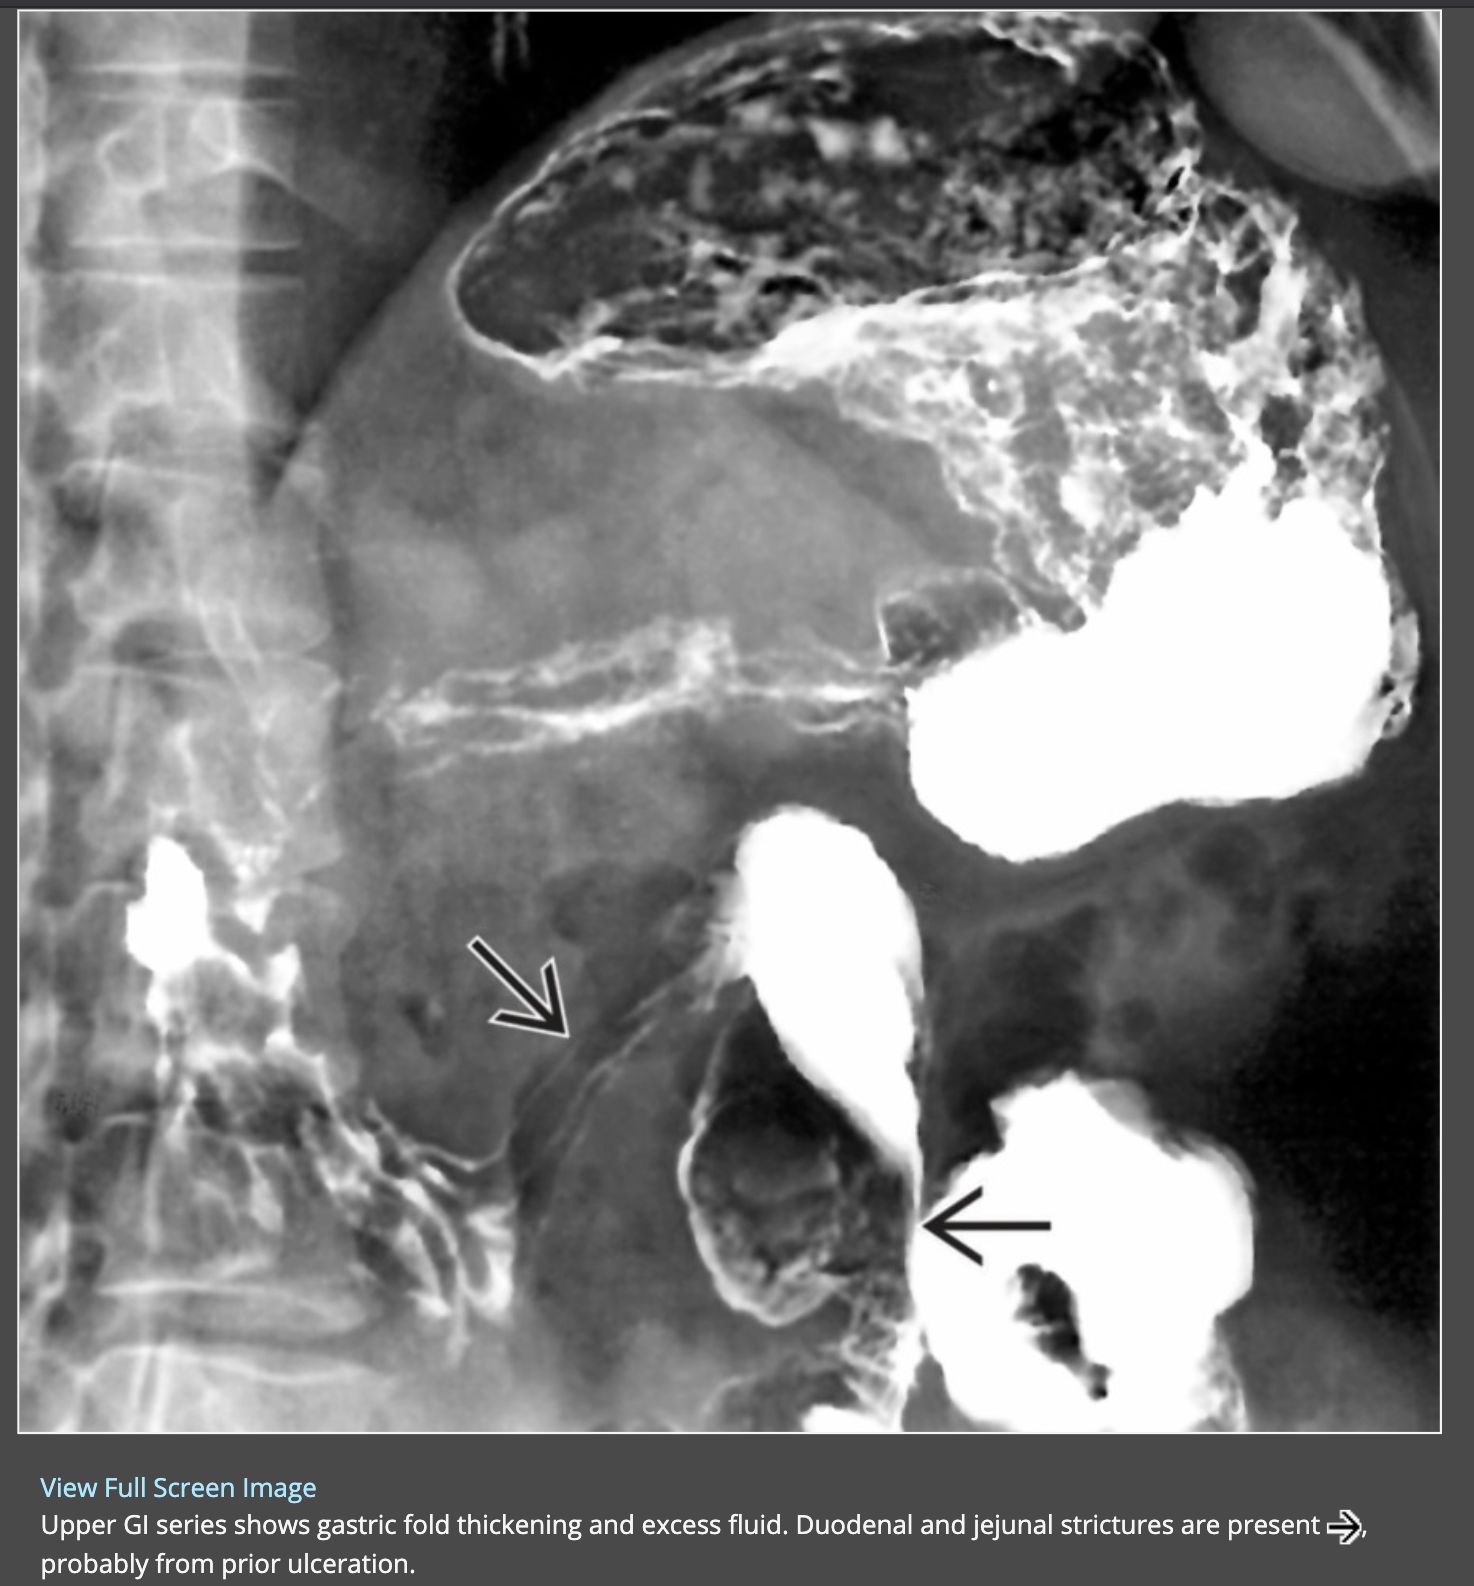 View Full Screen Image
Upper GI series shows gastric fold thickening and excess fluid. Duodenal and jejunal strictures are present ,
probably from prior ulceration.